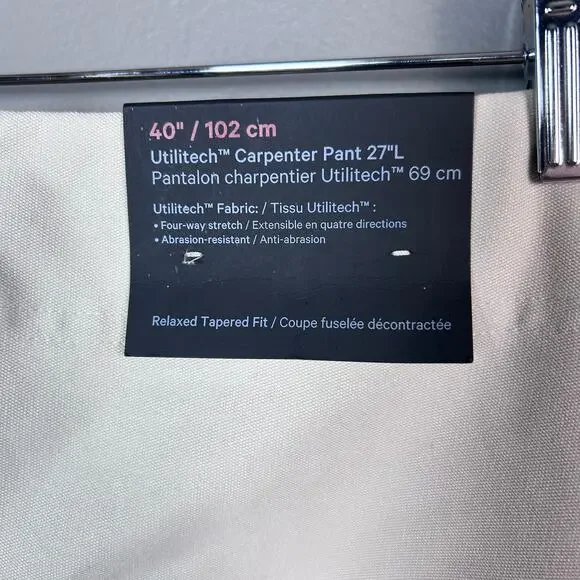 40" / 102 cm
Utilitech™ Carpenter Pant 27"L
Pantalon charpentier Utilitech™ 69 cm
Utilitech™ Fabric: / Tissu Utilitech™ :
• Four-way stretch / Extensible en quatre directions
• Abrasion-resistant / Anti-abrasion
Relaxed Tapered Fit / Coupe fuselée décontractée